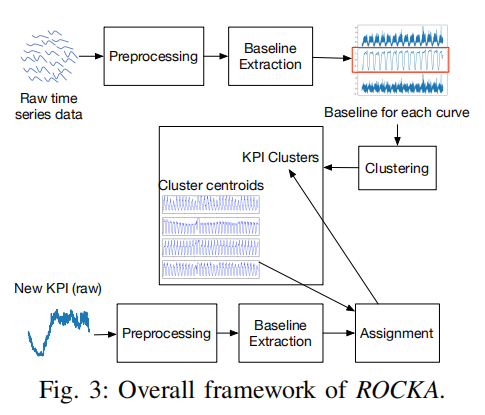 Preprocessing
Baseline
Extraction
Raw time
series data
Baseline for each curve
KPI Clusters
Clustering
Cluster centroids
New KPI (raw)
Preprocessing
Baseline
Extraction
Assignment
Fig. 3: Overall framework of ROCKA.